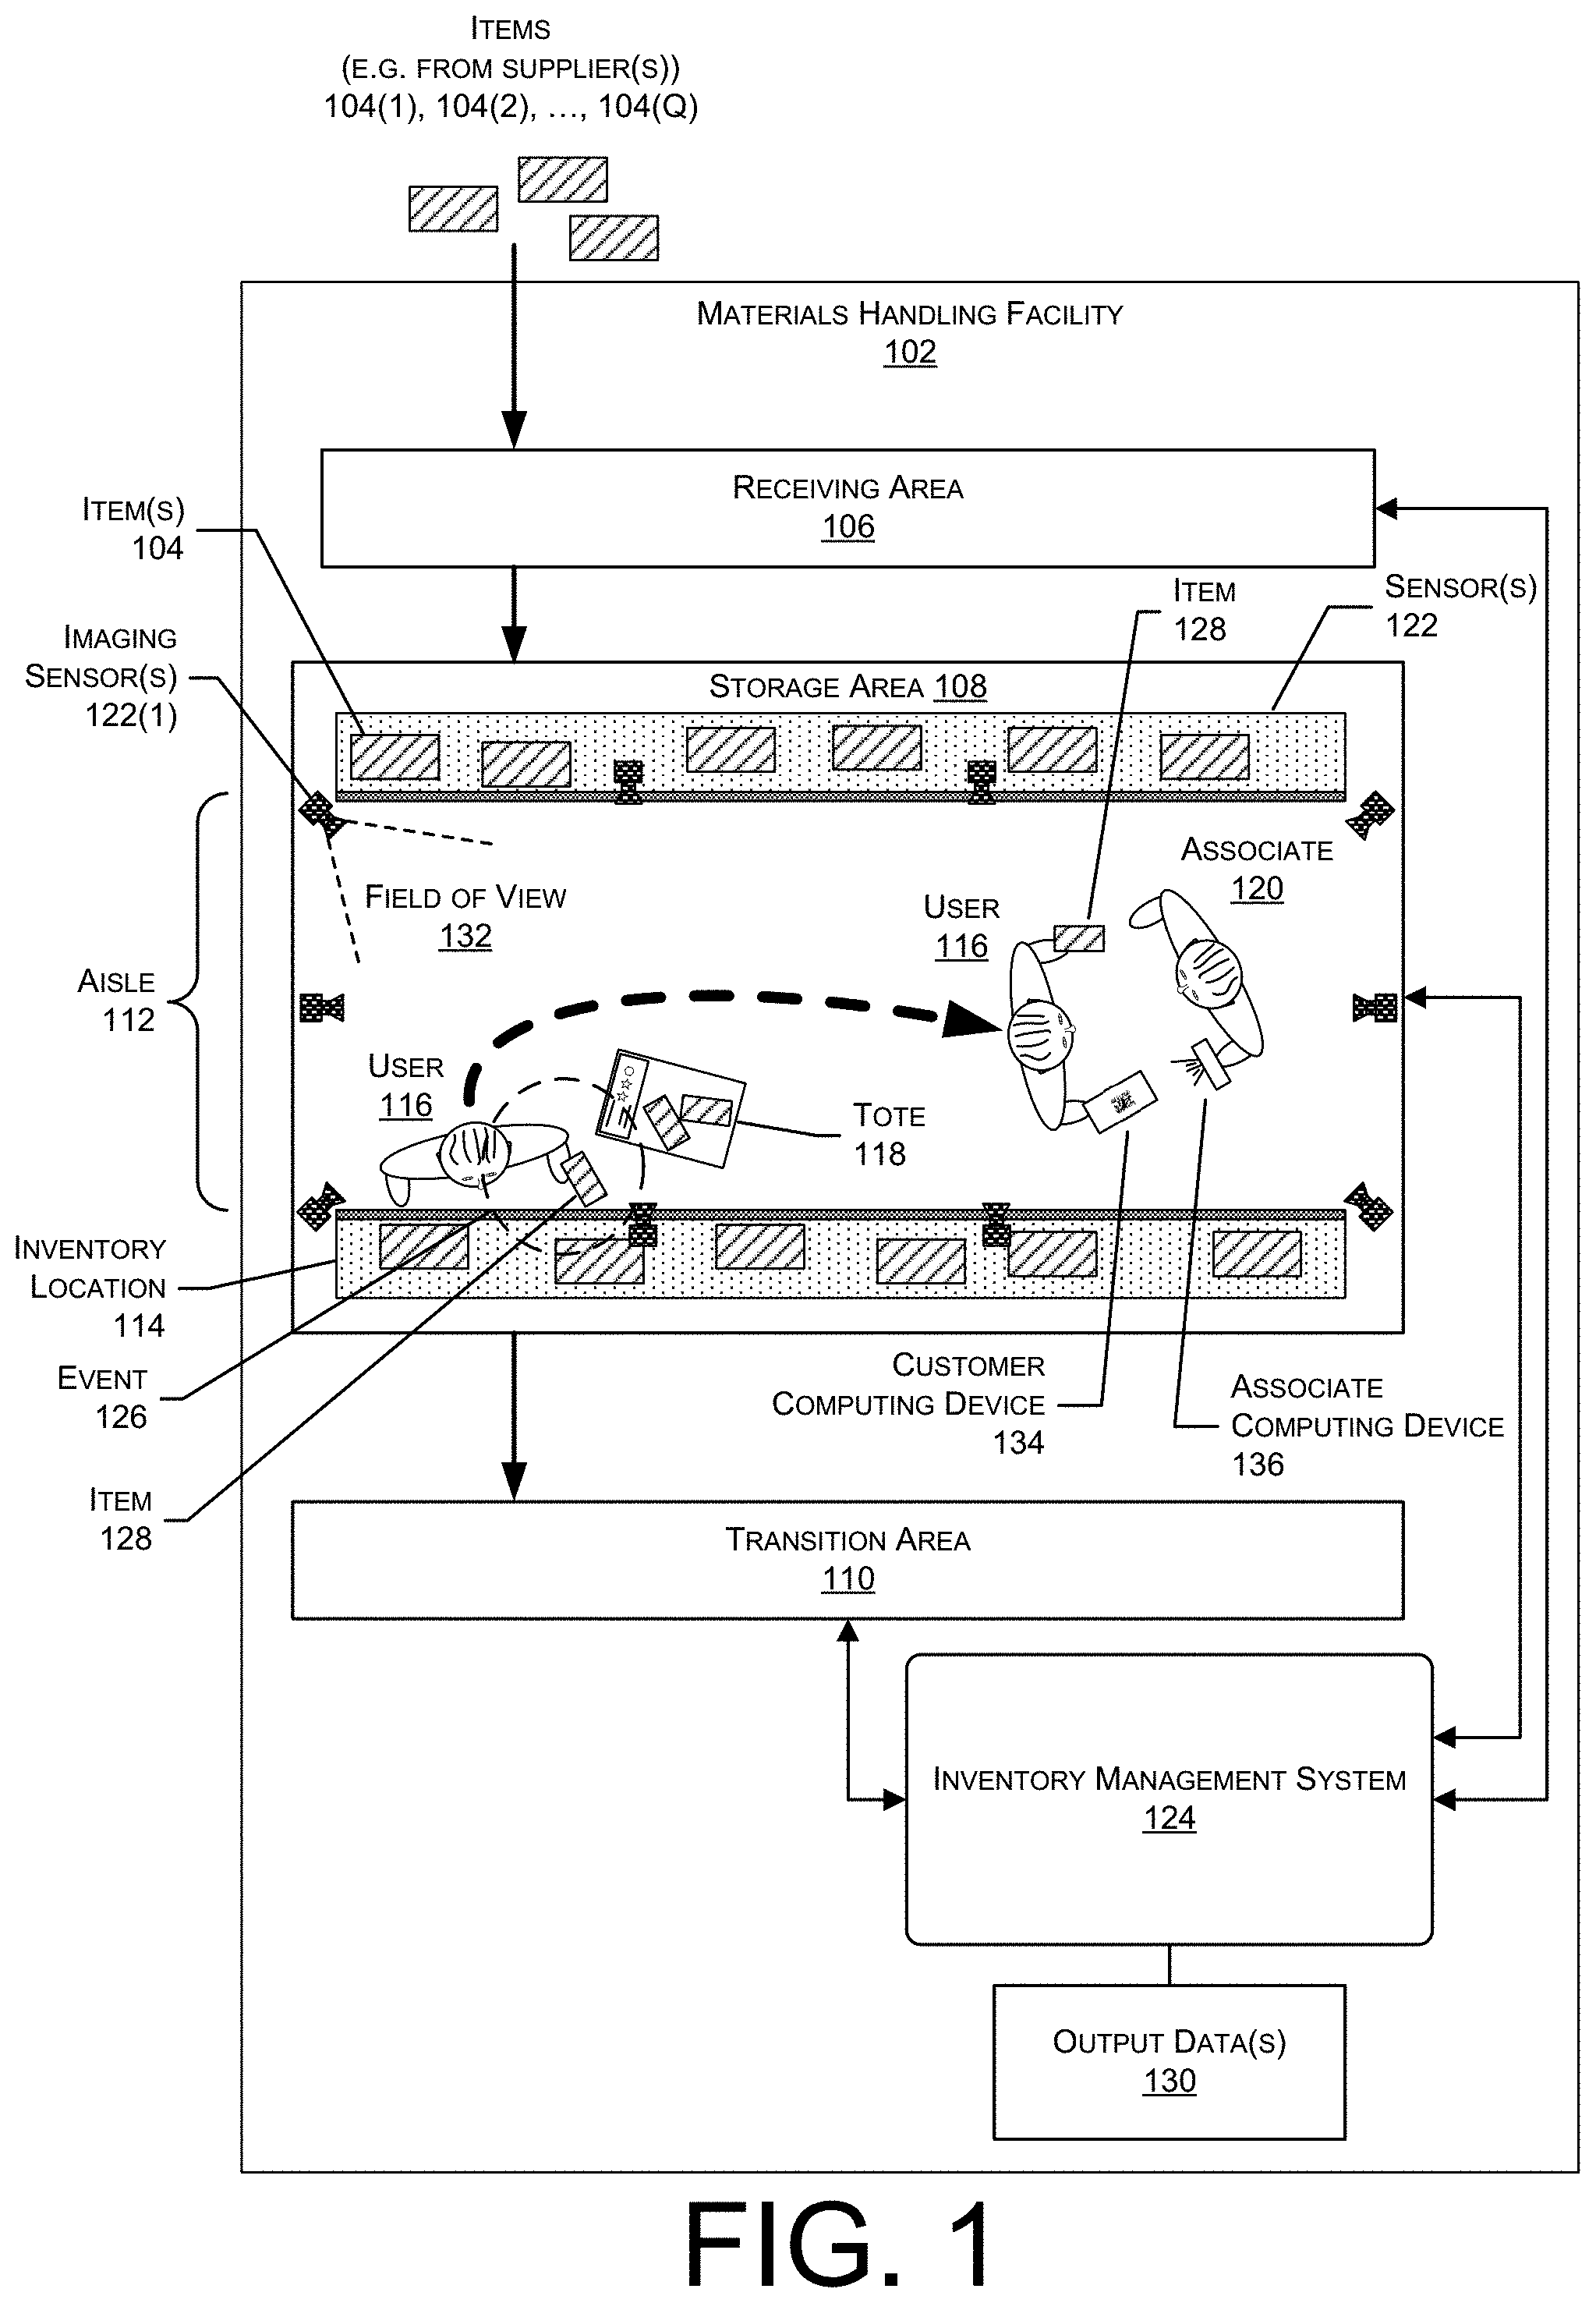 ITEMS
(E.G. FROM SUPPLIER(S))
104(1), 104(2), …, 104(Q)
MATERIALS HANDLING FACILITY
102
RECEIVING AREA
106
ITEM(S)
104
ITEM
128
SENSOR(S)
122
IMAGING
SENSOR(S)
122(1)
STORAGE AREA 108
ASSOCIATE
120
FIELD OF VIEW
132
USER
116
AISLE
112
USER
116
TOTE
118
INVENTORY
LOCATION
114
EVENT
126
CUSTOMER
COMPUTING DEVICE
134
ASSOCIATE
COMPUTING DEVICE
136
ITEM
128
TRANSITION AREA
110
INVENTORY MANAGEMENT SYSTEM
124
OUTPUT DATA(S)
130
FIG. 1